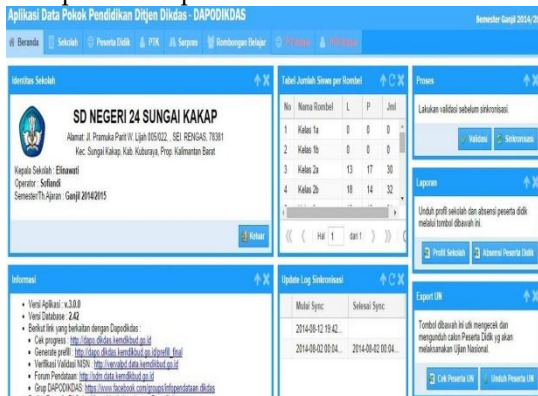 Aplikasi Data Pokok Pendidikan Ditjen Dikdas - DAPODIKDAS
Semester Ganjil 2014/20
Beranda Sekolah Peserta Didik PTK Sarpras Rombongan Belajar
Identitas Sekolah
SD NEGERI 24 SUNGAI KAKAP
Alamat: Jl. Pramuka Parit W. Lijah 005/022, , SEI. RENGAS, 78381
Kec. Sungai Kakap, Kab. Kuburaya, Prop. Kalimantan Barat
Kepala Sekolah : Elinawati
Operator : Sofiandi
Semester/Th.Ajaran : Ganjil 2014/2015
Keluar
Tabel Jumlah Siswa per Rombel
No Nama Rombel L P Jml
1 Kelas 1a 0 0 0
2 Kelas 1b 0 0 0
3 Kelas 2a 13 17 30
4 Kelas 2b 18 14 32
Hal 1 dari 1
Proses
Lakukan validasi sebelum sinkronisasi.
Validasi Sinkronisasi
Laporan
Unduh profil sekolah dan absensi peserta didik
melalui tombol dibawah ini.
Profil Sekolah Absensi Peserta Didik
Informasi
Versi Aplikasi : v.3.0.0
Versi Database : 2.42
Berikut link yang berkaitan dengan Dapodikdas :
Cek progress : http://dapo.dikdas.kemdikbud.go.id
Generate prefill : http://dapo.dikdas.kemdikbud.go.id/prefill_final
Verifikasi Validasi NISN : http://vervalpd.data.kemdikbud.go.id
Forum Pendataan: http://sdm.data.kemdikbud.go.id
Grup DAPODIKDAS: https://www.facebook.com/groups/infopendataan.dikdas
Update Log Sinkronisasi
Mulai Sync Selesai Sync
2014-08-12 19:42...
2014-08-02 00:04... 2014-08-02 00:04...
Export UN
Tombol dibawah ini utk mengecek dan
mengunduh calon Peserta Didik yg akan
melaksanakan Ujian Nasional.
Cek Peserta UN Unduh Peserta UN